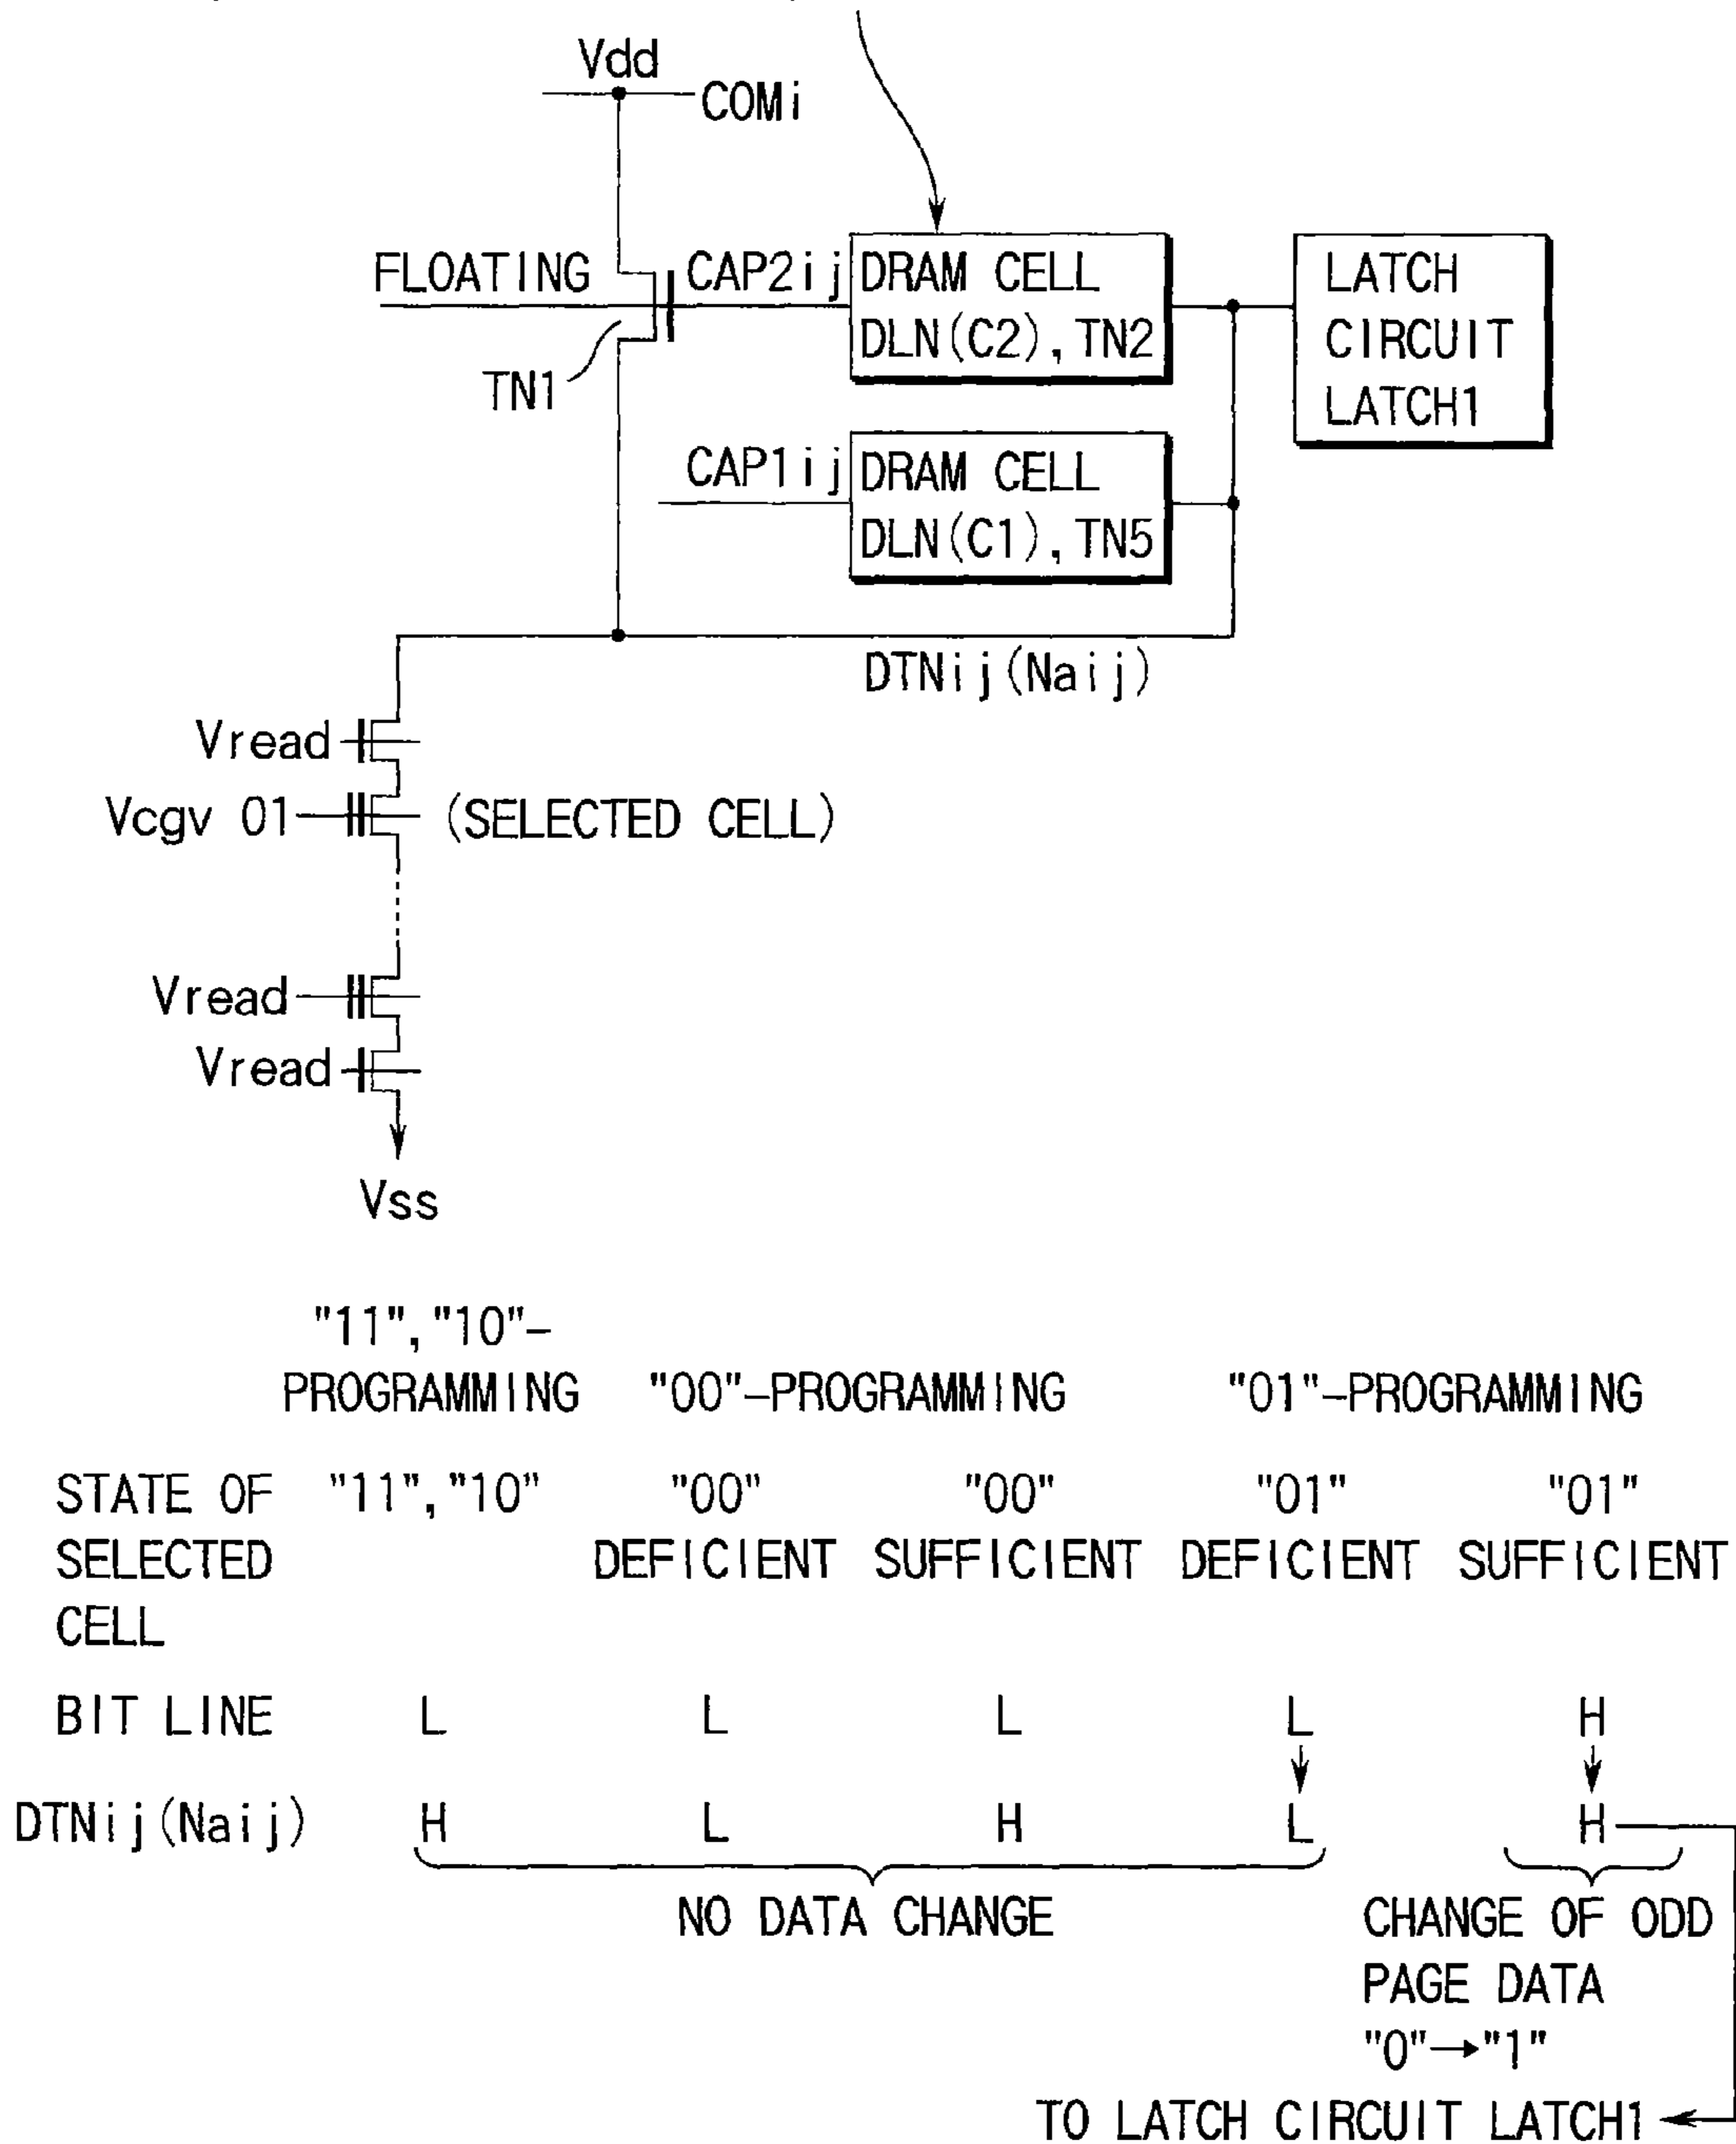 Vdd
COMi
FLOATING
CAP2ij
DRAM CELL
DLN(C2), TN2
LATCH
CIRCUIT
LATCH1
TN1
CAP1ij
DRAM CELL
DLN(C1), TN5
DTNij(Naij)
Vread
Vcgv 01
(SELECTED CELL)
Vread
Vread
Vss
"11", "10"-
PROGRAMMING "00"-PROGRAMMING "01"-PROGRAMMING
STATE OF "11", "10" "00" "00" "01" "01"
SELECTED DEFICIENT SUFFICIENT DEFICIENT SUFFICIENT
CELL
BIT LINE L L L L H
DTNij(Naij) H L H L H
NO DATA CHANGE
CHANGE OF ODD
PAGE DATA
"0"→"1"
TO LATCH CIRCUIT LATCH1